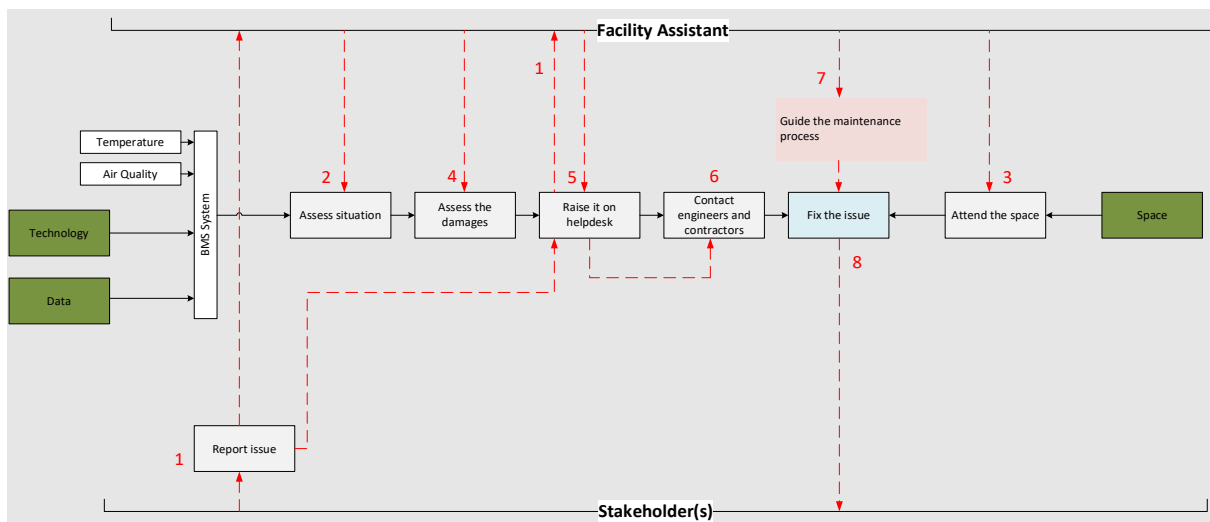 Facility Assistant
1
7
Guide the maintenance
process
Temperature
Air Quality
BMS System
Technology
Data
2
Assess situation
4
Assess the
damages
5
Raise it on
helpdesk
6
Contact
engineers and
contractors
Fix the issue
3
Attend the space
Space
8
1
Report issue
Stakeholder(s)